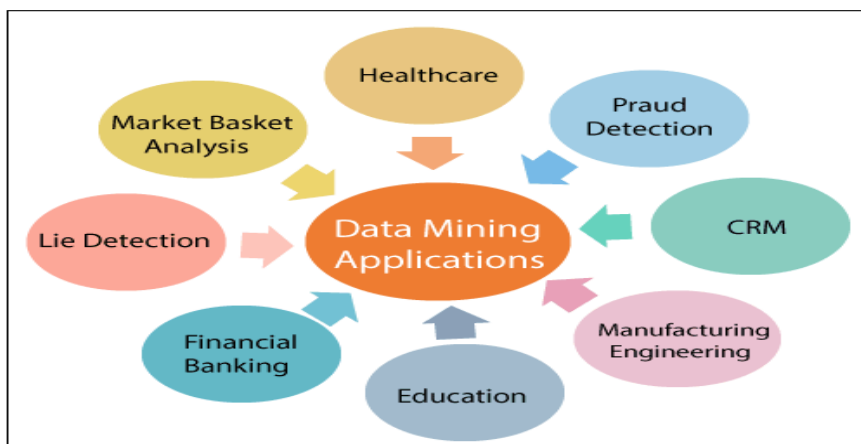 Healthcare
Praud
Detection
Market Basket
Analysis
Data Mining
Applications
CRM
Lie Detection
Manufacturing
Engineering
Financial
Banking
Education